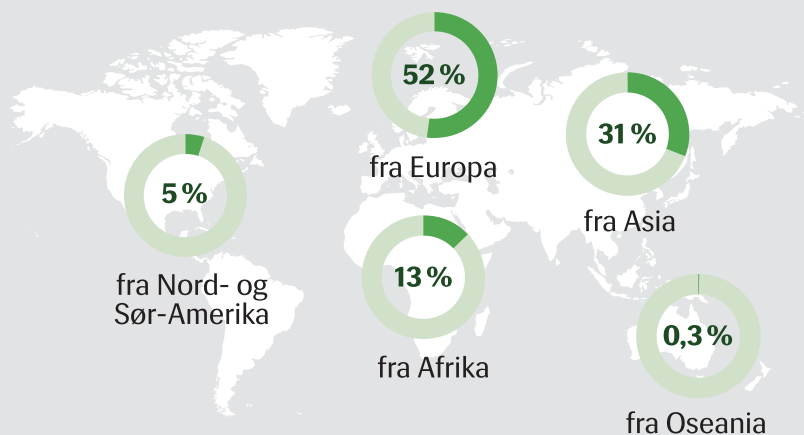 52 %
fra Europa
31 %
fra Asia
5 %
fra Nord- og
Sør-Amerika
13 %
fra Afrika
0,3 %
fra Oseania